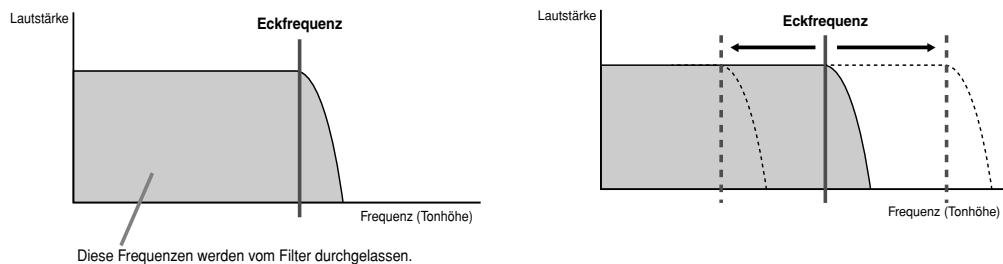 Lautstärke
Eckfrequenz
Frequenz (Tonhöhe)
Diese Frequenzen werden vom Filter durchgelassen.
Lautstärke
Eckfrequenz
Frequenz (Tonhöhe)